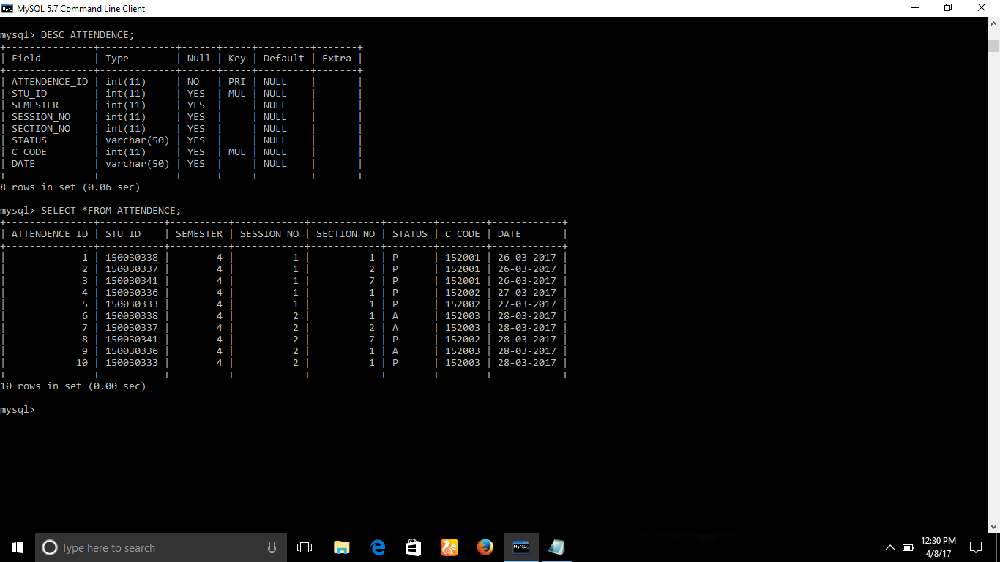 MySQL 5.7 Command Line Client
mysql> DESC ATTENDENCE;
+---------------+-------------+------+-----+---------+-------+
| Field         | Type        | Null | Key | Default | Extra |
+---------------+-------------+------+-----+---------+-------+
| ATTENDENCE_ID | int(11)     | NO   | PRI | NULL    |       |
| STU_ID        | int(11)     | YES  | MUL | NULL    |       |
| SEMESTER      | int(11)     | YES  |     | NULL    |       |
| SESSION_NO    | int(11)     | YES  |     | NULL    |       |
| SECTION_NO    | int(11)     | YES  |     | NULL    |       |
| STATUS        | varchar(50) | YES  |     | NULL    |       |
| C_CODE        | int(11)     | YES  | MUL | NULL    |       |
| DATE          | varchar(50) | YES  |     | NULL    |       |
+---------------+-------------+------+-----+---------+-------+
8 rows in set (0.06 sec)
mysql> SELECT *FROM ATTENDENCE;
+---------------+-----------+----------+------------+------------+--------+--------+------------+
| ATTENDENCE_ID | STU_ID    | SEMESTER | SESSION_NO | SECTION_NO | STATUS | C_CODE | DATE       |
+---------------+-----------+----------+------------+------------+--------+--------+------------+
|             1 | 150030338 |        4 |          1 |          1 | P      | 152001 | 26-03-2017 |
|             2 | 150030337 |        4 |          1 |          2 | P      | 152001 | 26-03-2017 |
|             3 | 150030341 |        4 |          1 |          7 | P      | 152001 | 26-03-2017 |
|             4 | 150030336 |        4 |          1 |          1 | P      | 152002 | 27-03-2017 |
|             5 | 150030333 |        4 |          1 |          1 | P      | 152002 | 27-03-2017 |
|             6 | 150030338 |        4 |          2 |          1 | A      | 152003 | 28-03-2017 |
|             7 | 150030337 |        4 |          2 |          2 | A      | 152003 | 28-03-2017 |
|             8 | 150030341 |        4 |          2 |          7 | P      | 152002 | 28-03-2017 |
|             9 | 150030336 |        4 |          2 |          1 | A      | 152003 | 28-03-2017 |
|            10 | 150030333 |        4 |          2 |          1 | P      | 152003 | 28-03-2017 |
+---------------+-----------+----------+------------+------------+--------+--------+------------+
10 rows in set (0.00 sec)
mysql>
Type here to search
12:30 PM
4/8/17